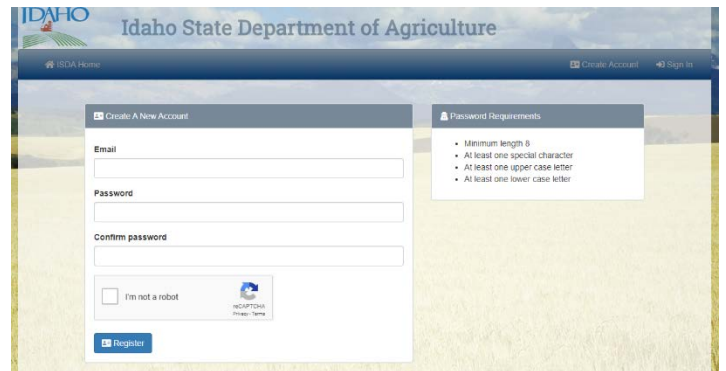 IDAHO
Idaho State Department of Agriculture
ISDA Home
Create Account
Sign In
Create A New Account
Email
Password
Confirm password
I'm not a robot
reCAPTCHA
Privacy - Terms
Register
Password Requirements
Minimum length 8
At least one special character
At least one upper case letter
At least one lower case letter